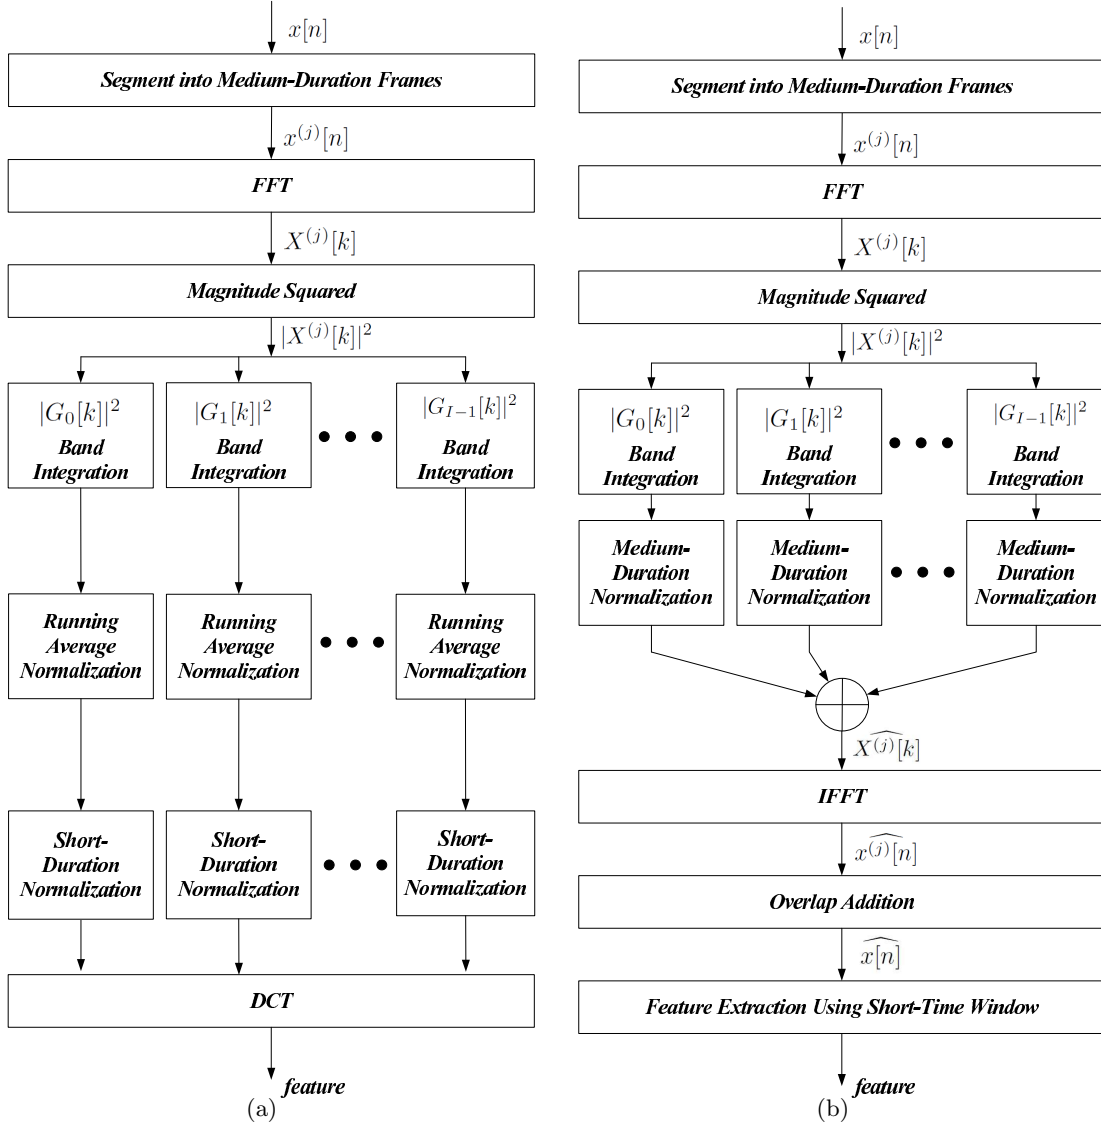 x[n]
Segment into Medium-Duration Frames
x^{(j)}[n]
FFT
X^{(j)}[k]
Magnitude Squared
|X^{(j)}[k]|^2
|G_0[k]|^2
Band
Integration
|G_1[k]|^2
Band
Integration
|G_{I-1}[k]|^2
Band
Integration
Running
Average
Normalization
Running
Average
Normalization
Running
Average
Normalization
Short-
Duration
Normalization
Short-
Duration
Normalization
Short-
Duration
Normalization
DCT
feature
(a)
x[n]
Segment into Medium-Duration Frames
x^{(j)}[n]
FFT
X^{(j)}[k]
Magnitude Squared
|X^{(j)}[k]|^2
|G_0[k]|^2
Band
Integration
|G_1[k]|^2
Band
Integration
|G_{I-1}[k]|^2
Band
Integration
Medium-
Duration
Normalization
Medium-
Duration
Normalization
Medium-
Duration
Normalization
\widehat{X^{(j)}[k]}
IFFT
\widehat{x^{(j)}[n]}
Overlap Addition
\widehat{x[n]}
Feature Extraction Using Short-Time Window
feature
(b)